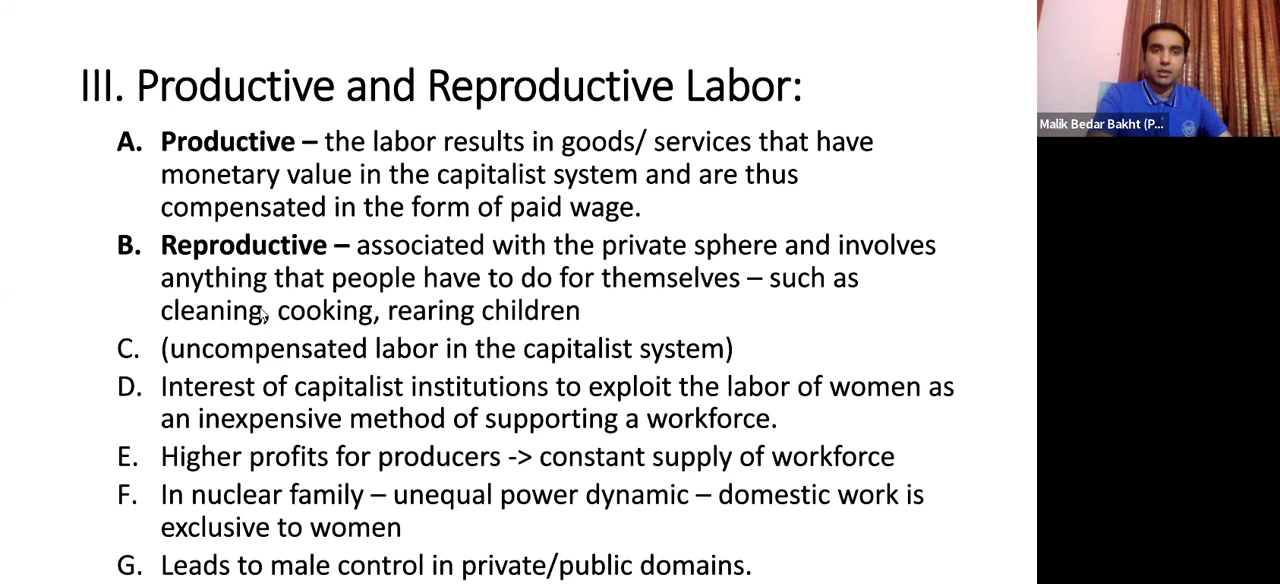 III. Productive and Reproductive Labor:
A. Productive – the labor results in goods/ services that have
monetary value in the capitalist system and are thus
compensated in the form of paid wage.
B. Reproductive – associated with the private sphere and involves
anything that people have to do for themselves – such as
cleaning, cooking, rearing children
C. (uncompensated labor in the capitalist system)
D. Interest of capitalist institutions to exploit the labor of women as
an inexpensive method of supporting a workforce.
E. Higher profits for producers -> constant supply of workforce
F. In nuclear family – unequal power dynamic – domestic work is
exclusive to women
G. Leads to male control in private/public domains.
Malik Bedar Bakht (P...